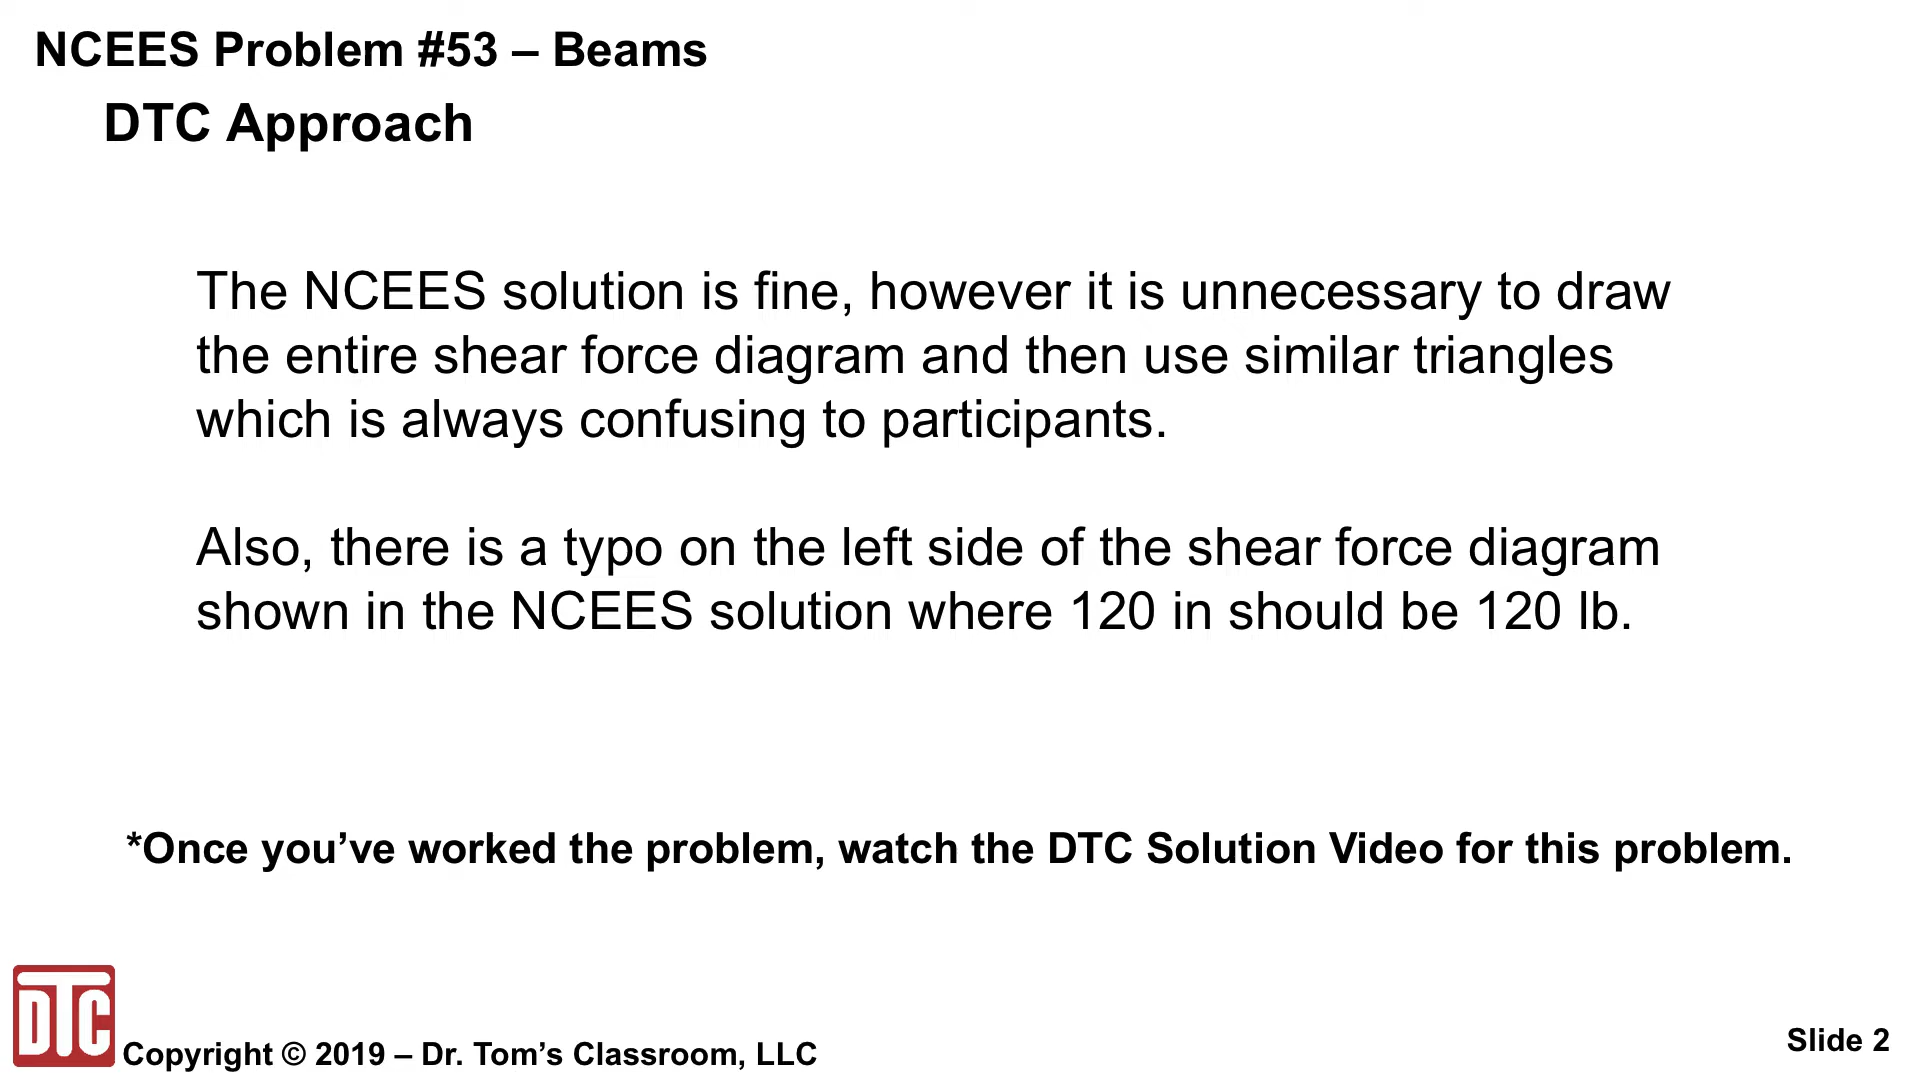 NCEES Problem #53 – Beams
DTC Approach
The NCEES solution is fine, however it is unnecessary to draw
the entire shear force diagram and then use similar triangles
which is always confusing to participants.
Also, there is a typo on the left side of the shear force diagram
shown in the NCEES solution where 120 in should be 120 lb.
*Once you’ve worked the problem, watch the DTC Solution Video for this problem.
DTC
Copyright © 2019 – Dr. Tom’s Classroom, LLC
Slide 2